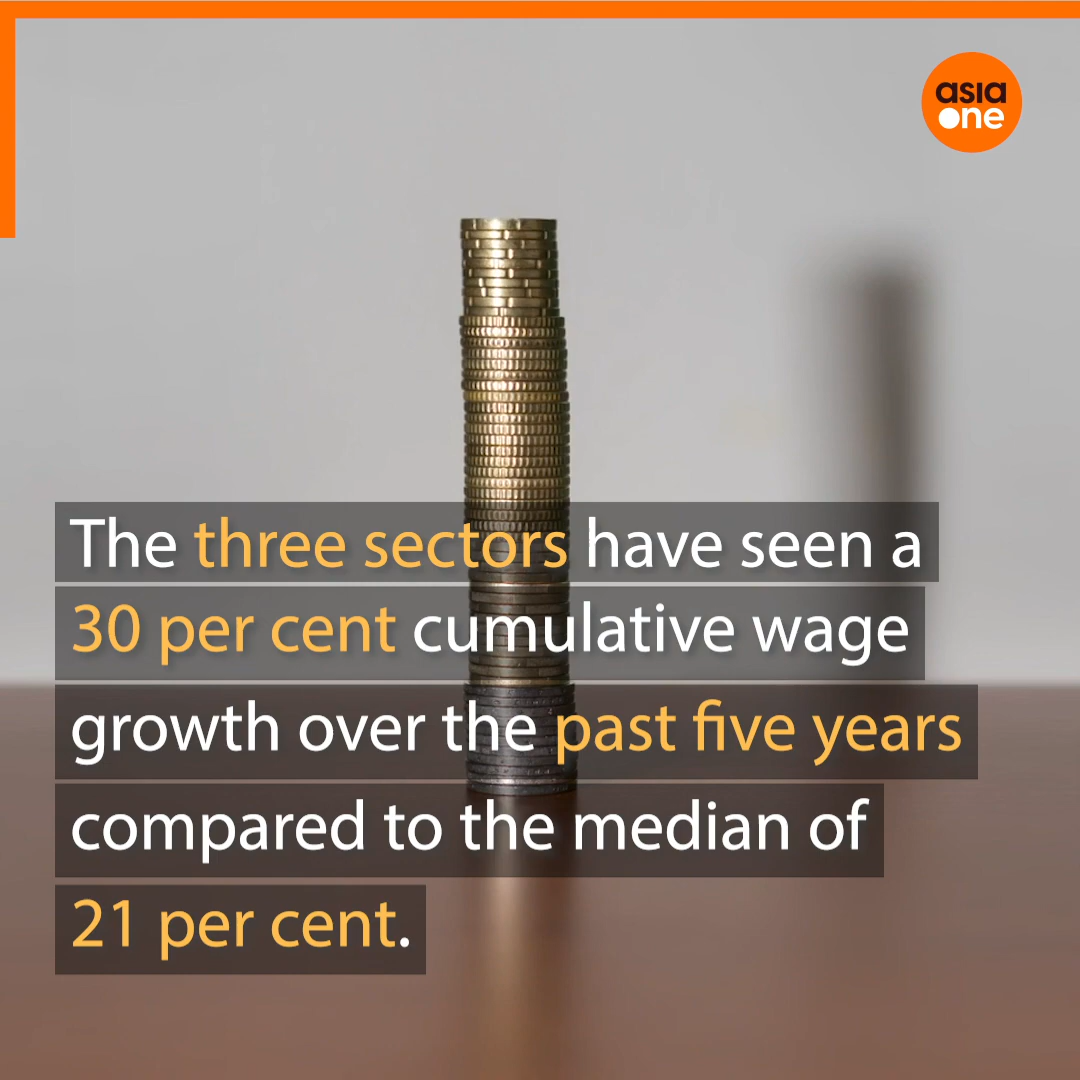 asia
one
The three sectors have seen a
30 per cent cumulative wage
growth over the past five years
compared to the median of
21 per cent.